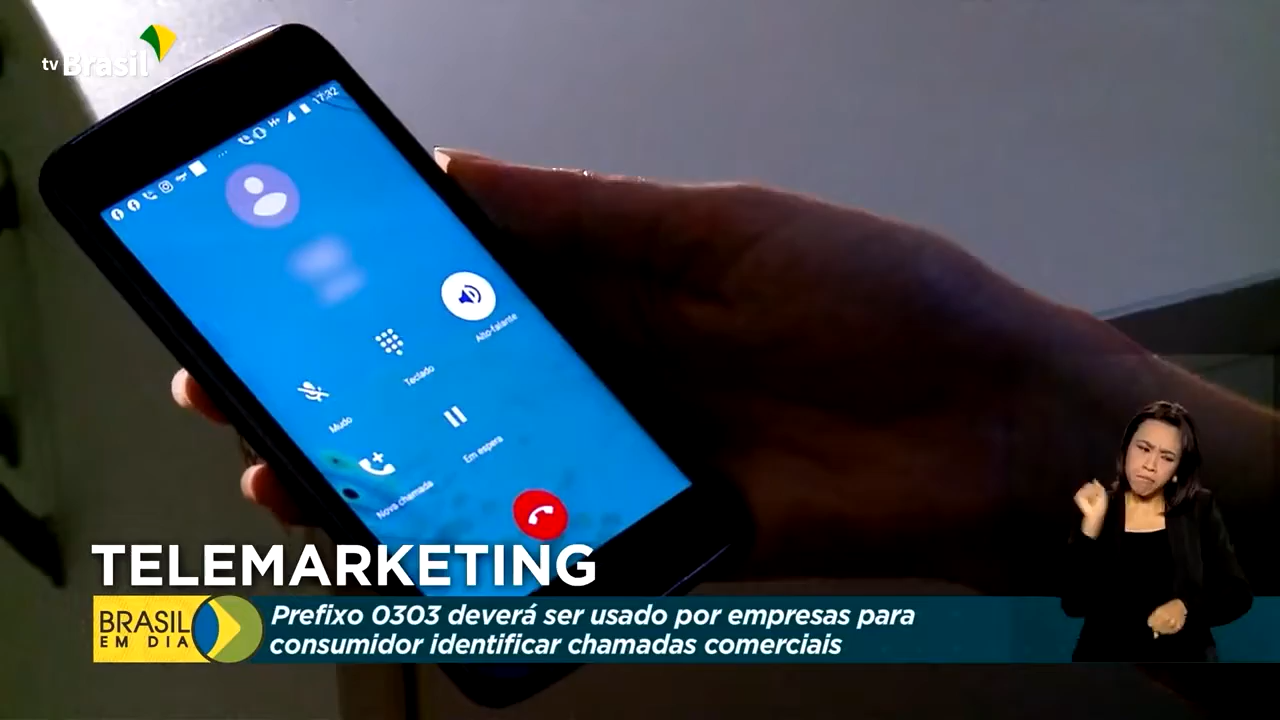 tv Brasil
17:32
H+
Alto-falante
Teclado
Mudo
Em espera
Nova chamada
TELEMARKETING
BRASIL
EM DIA
Prefixo 0303 deverá ser usado por empresas para
consumidor identificar chamadas comerciais